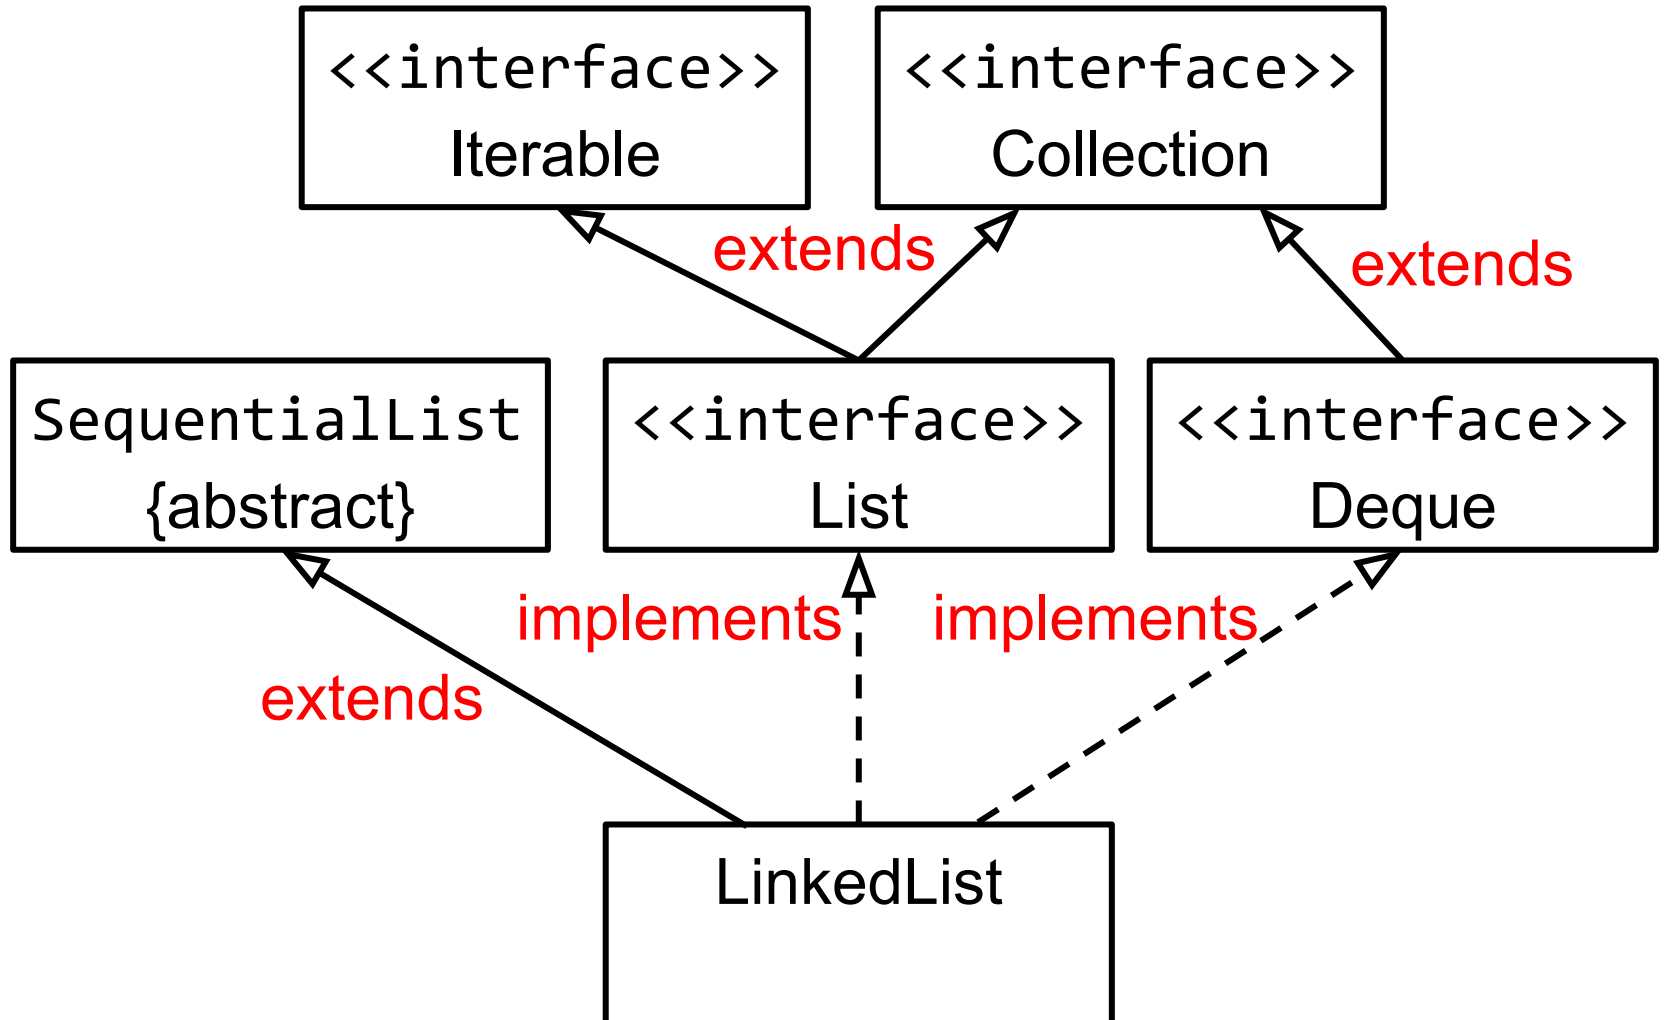 <<interface>>
Iterable
<<interface>>
Collection
extends
extends
SequentialList
{abstract}
<<interface>>
List
<<interface>>
Deque
implements
implements
extends
LinkedList